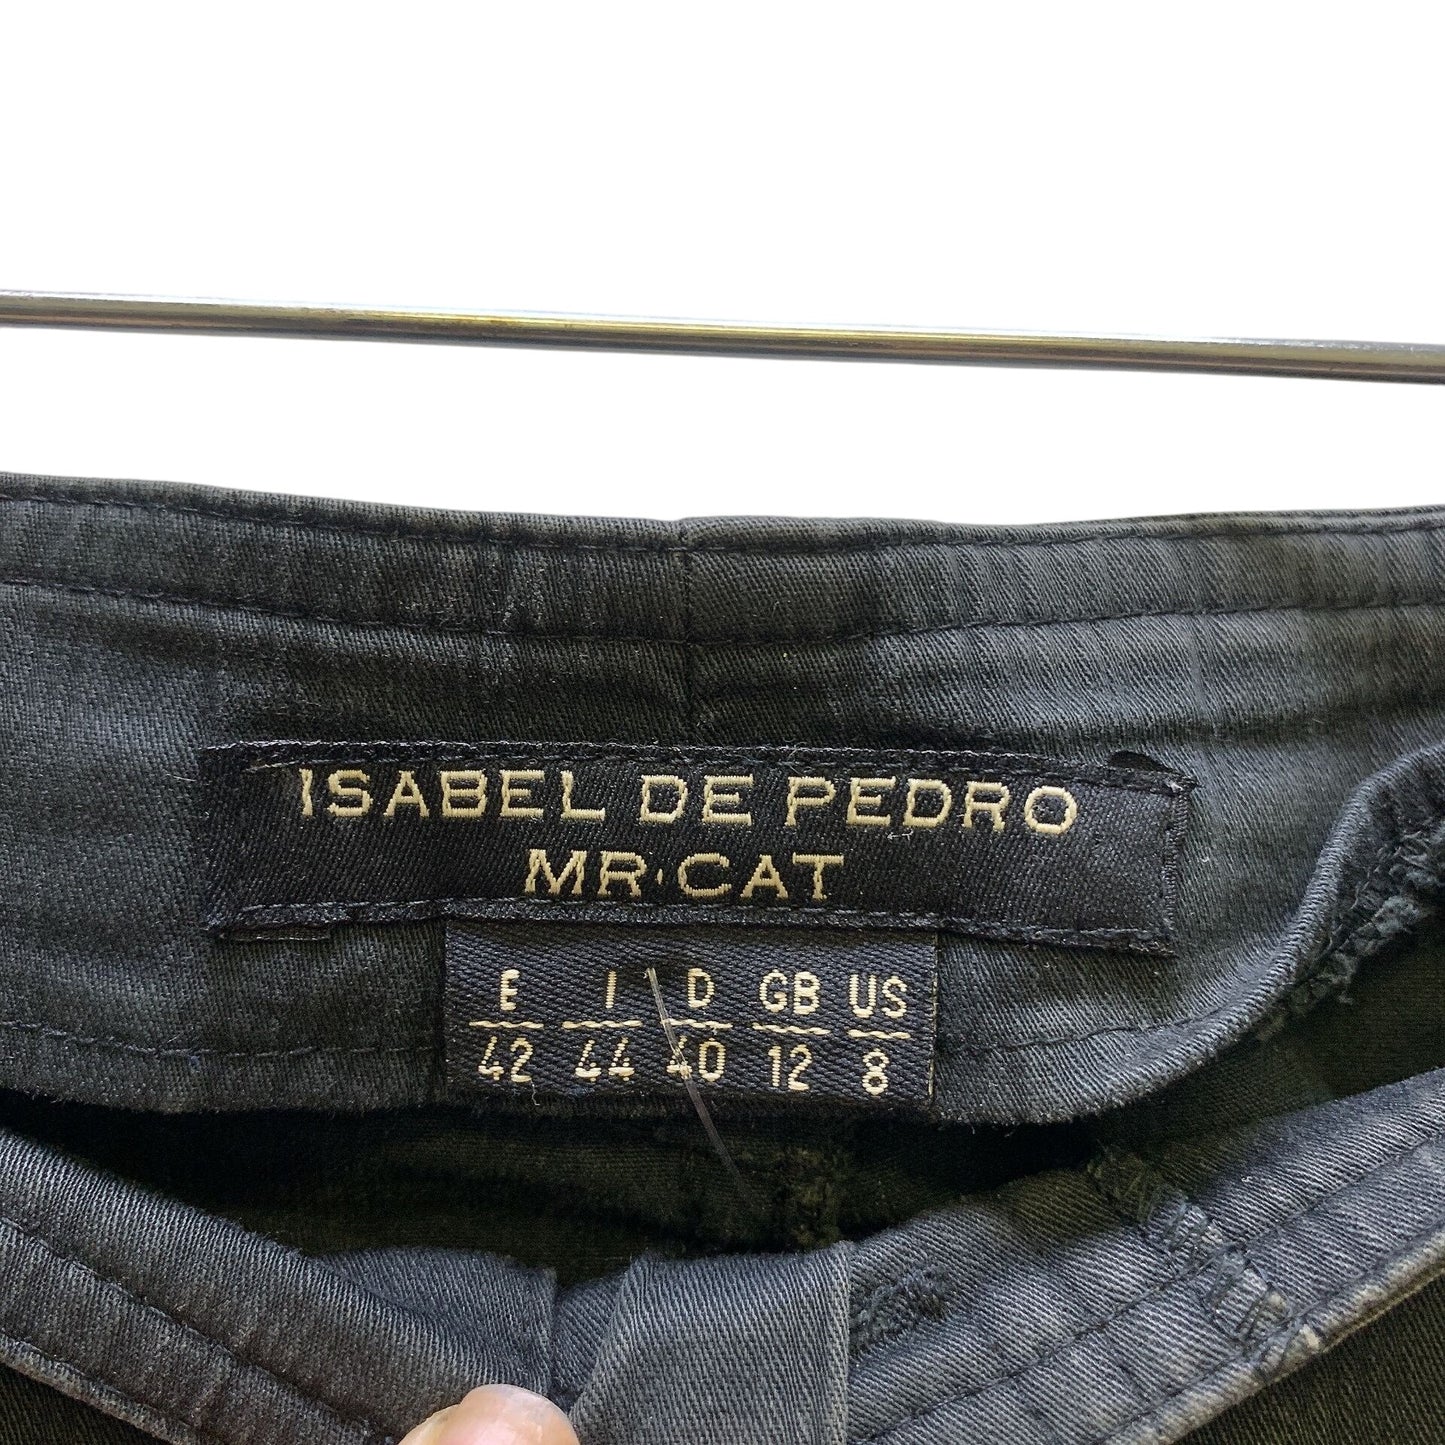 ISABEL DE PEDRO
MR·CAT
E I D GB US
42 44 40 12 8